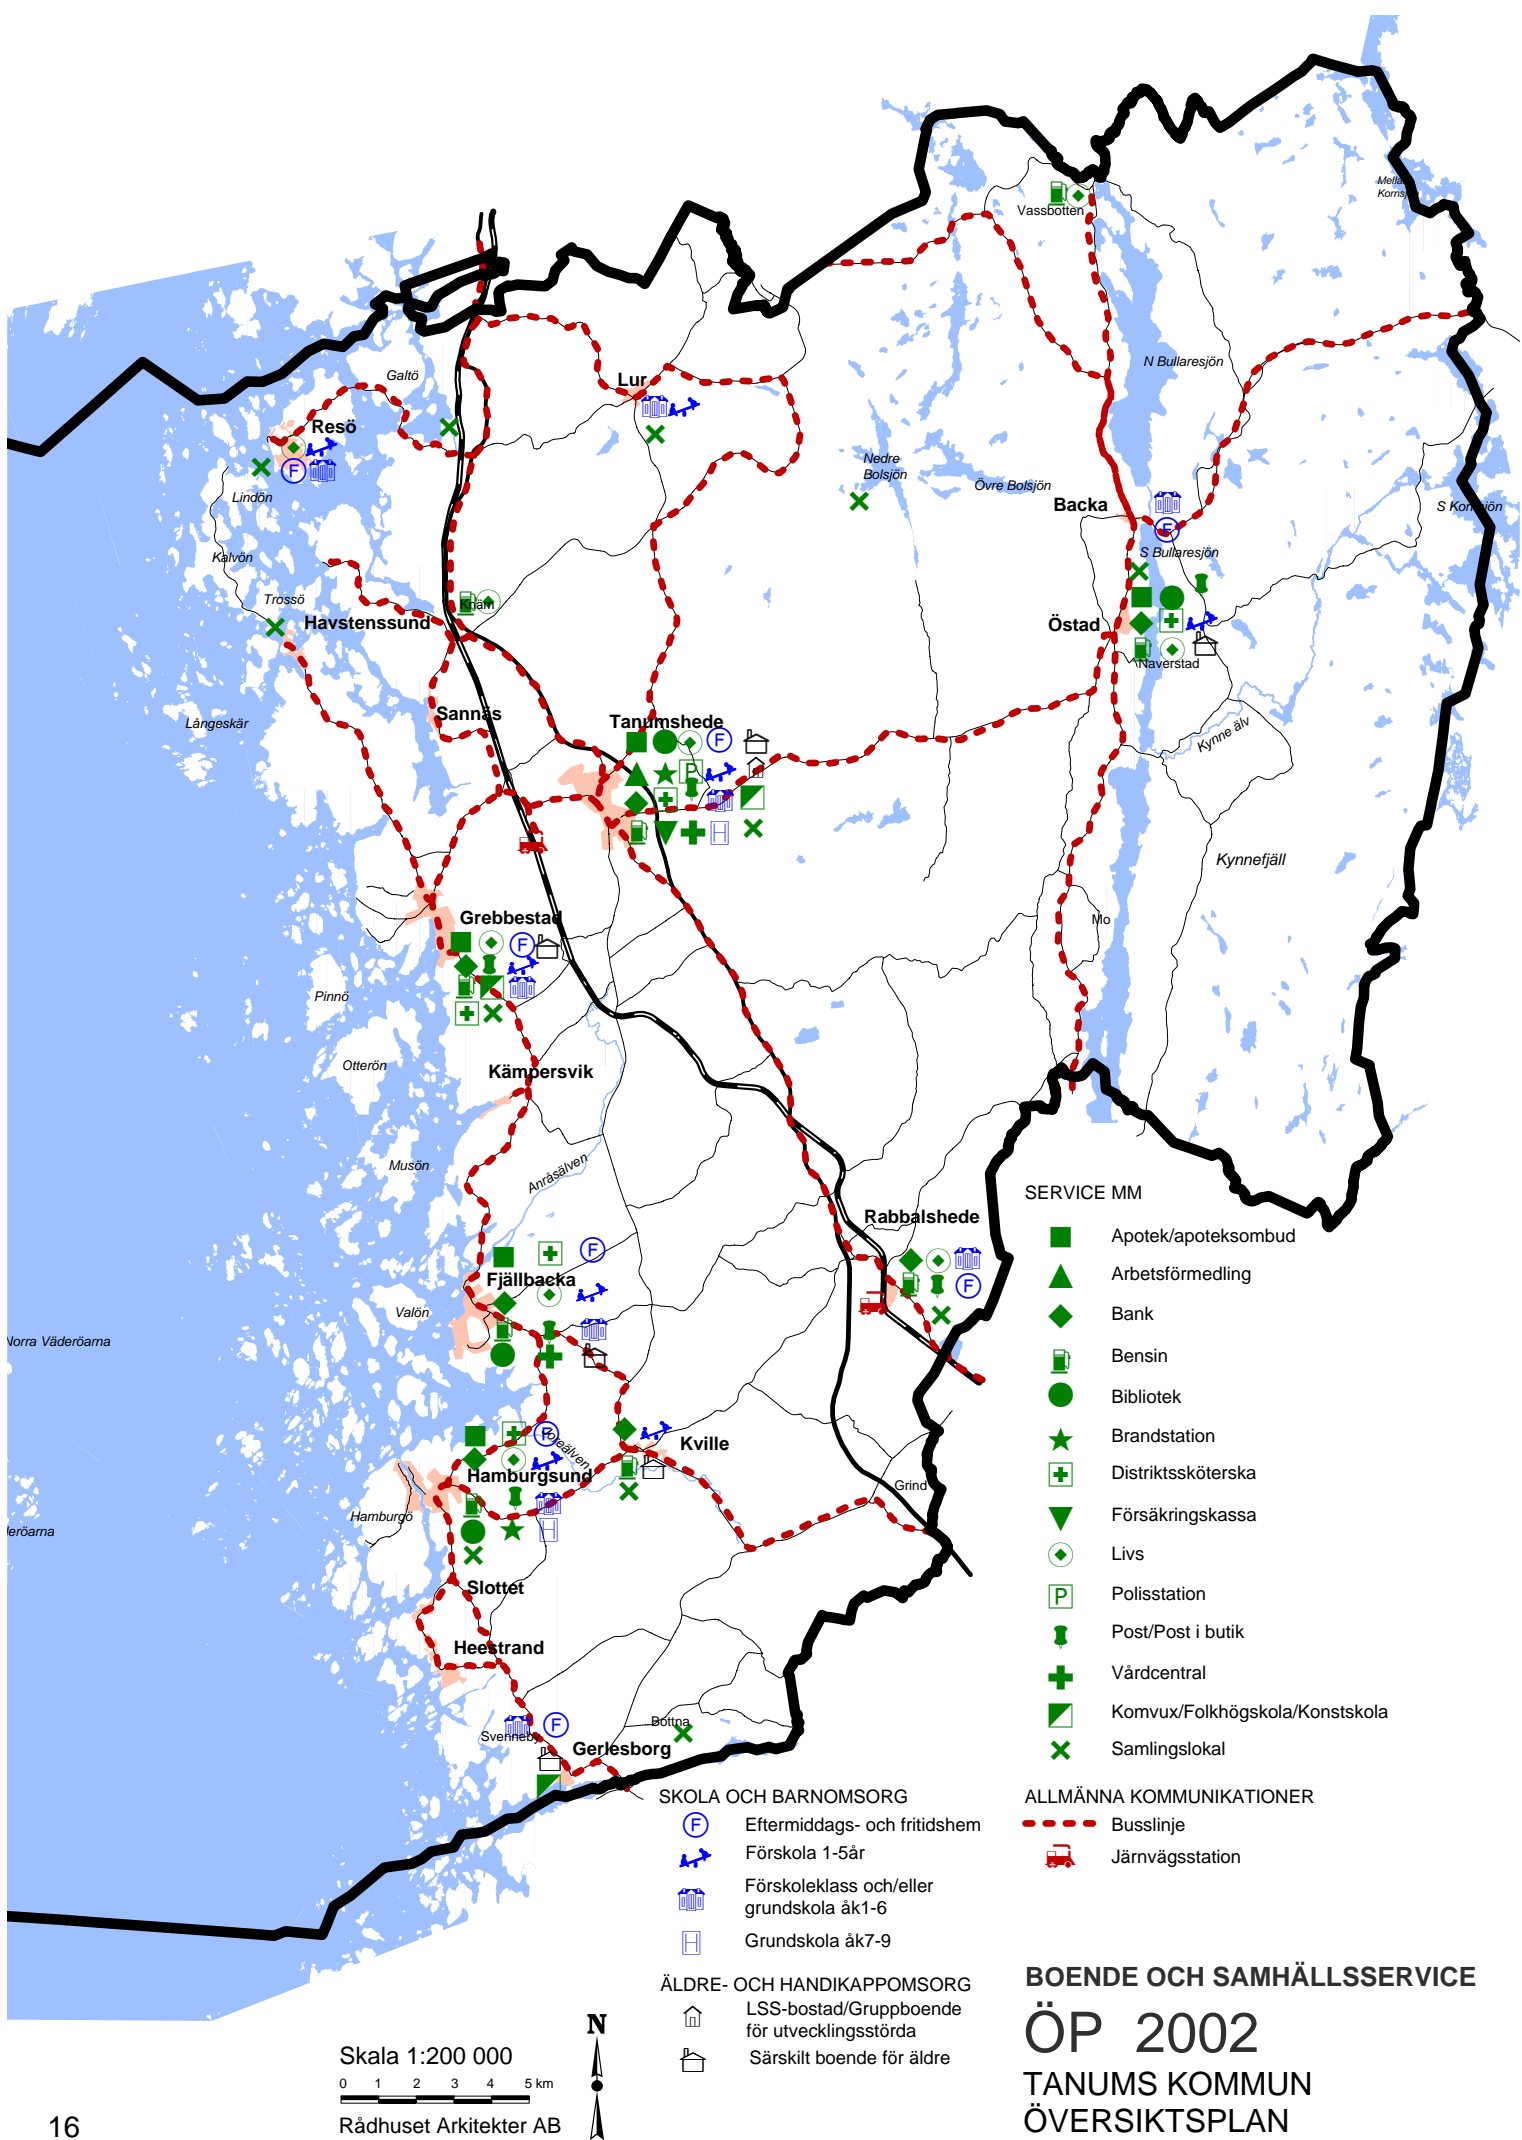 Vassbotten
Mella
Korns
Galtö
Lur
N Bullaresjön
Resö
Nedre
Bolsjön
Övre Bolsjön
Lindön
Backa
S Kornsjön
F
F
Kalvön
S Bullaresjön
Trossö
Knäm
Havstenssund
Östad
Naverstad
Långeskär
Sannäs
Tanumshede
F
Kynne älv
P
H
Kynnefjäll
Grebbestad
F
Mo
Pinnö
Otterön
Kämpersvik
Musön
Anråsälven
SERVICE MM
Rabbalshede
Apotek/apoteksombud
F
Fjällbacka
Arbetsförmedling
F
Valön
Bank
Norra Väderöarna
Bensin
Bibliotek
F
Kville
Brandstation
Hamburgsund
Distriktssköterska
Grind
Hamburgö
Försäkringskassa
H
deröarna
Livs
Slottet
P
Polisstation
Heestrand
Post/Post i butik
Vårdcentral
Bottna
F
Komvux/Folkhögskola/Konstskola
Svenneby
Gerlesborg
Samlingslokal
SKOLA OCH BARNOMSORG
F
Eftermiddags- och fritidshem
Förskola 1-5år
Förskoleklass och/eller
grundskola åk1-6
H
Grundskola åk7-9
ALLMÄNNA KOMMUNIKATIONER
Busslinje
Järnvägsstation
ÄLDRE- OCH HANDIKAPPOMSORG
LSS-bostad/Gruppboende
för utvecklingsstörda
Särskilt boende för äldre
BOENDE OCH SAMHÄLLSSERVICE
ÖP 2002
TANUMS KOMMUN
ÖVERSIKTSPLAN
N
Skala 1:200 000
0 1 2 3 4 5 km
Rådhuset Arkitekter AB
16